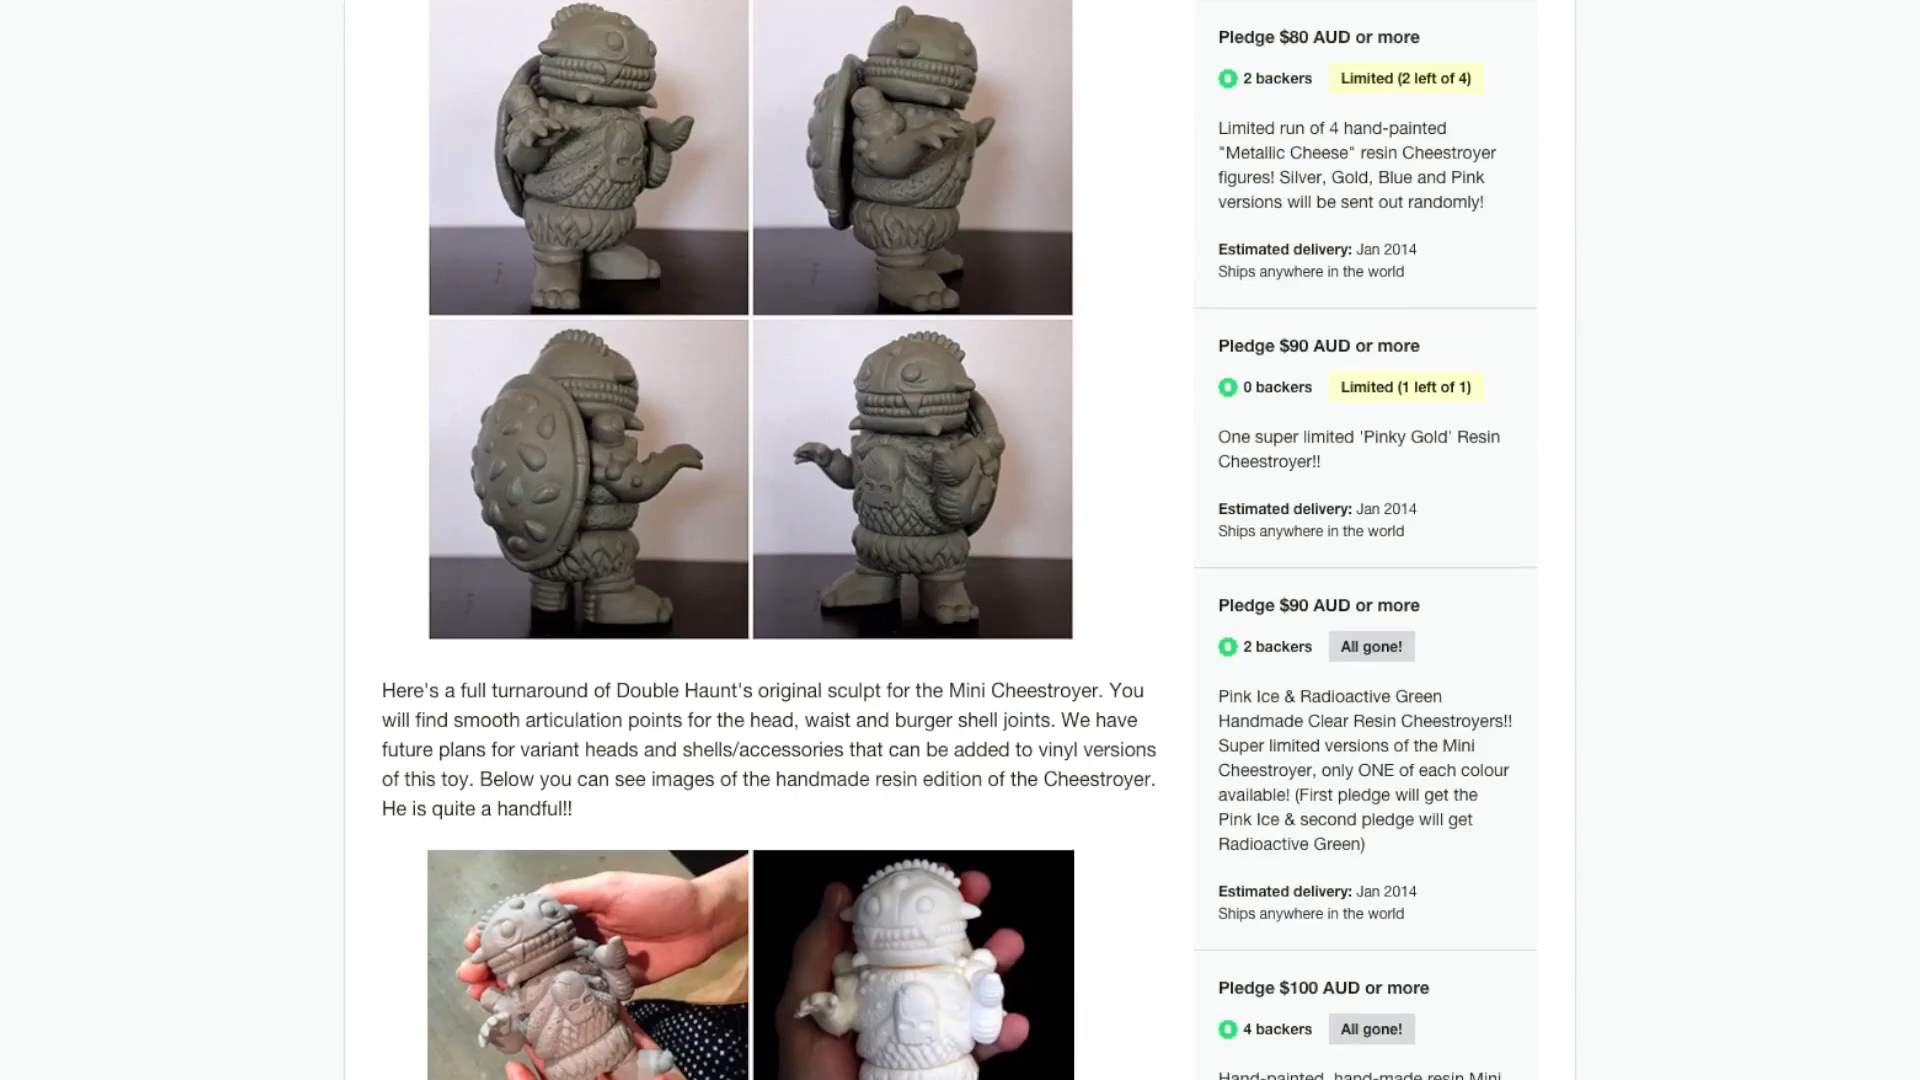 Here's a full turnaround of Double Haunt's original sculpt for the Mini Cheestroyer. You
will find smooth articulation points for the head, waist and burger shell joints. We have
future plans for variant heads and shells/accessories that can be added to vinyl versions
of this toy. Below you can see images of the handmade resin edition of the Cheestroyer.
He is quite a handful!!
Pledge $80 AUD or more
2 backers Limited (2 left of 4)
Limited run of 4 hand-painted
"Metallic Cheese" resin Cheestroyer
figures! Silver, Gold, Blue and Pink
versions will be sent out randomly!
Estimated delivery: Jan 2014
Ships anywhere in the world
Pledge $90 AUD or more
0 backers Limited (1 left of 1)
One super limited 'Pinky Gold' Resin
Cheestroyer!!
Estimated delivery: Jan 2014
Ships anywhere in the world
Pledge $90 AUD or more
2 backers All gone!
Pink Ice & Radioactive Green
Handmade Clear Resin Cheestroyers!!
Super limited versions of the Mini
Cheestroyer, only ONE of each colour
available! (First pledge will get the
Pink Ice & second pledge will get
Radioactive Green)
Estimated delivery: Jan 2014
Ships anywhere in the world
Pledge $100 AUD or more
4 backers All gone!
Hand-painted, hand-made resin Mini